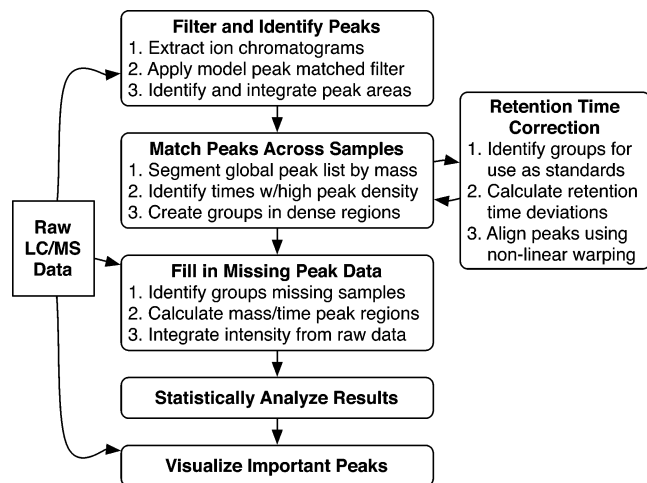 Filter and Identify Peaks
1. Extract ion chromatograms
2. Apply model peak matched filter
3. Identify and integrate peak areas
Match Peaks Across Samples
1. Segment global peak list by mass
2. Identify times w/high peak density
3. Create groups in dense regions
Retention Time
Correction
1. Identify groups for
use as standards
2. Calculate retention
time deviations
3. Align peaks using
non-linear warping
Raw
LC/MS
Data
Fill in Missing Peak Data
1. Identify groups missing samples
2. Calculate mass/time peak regions
3. Integrate intensity from raw data
Statistically Analyze Results
Visualize Important Peaks